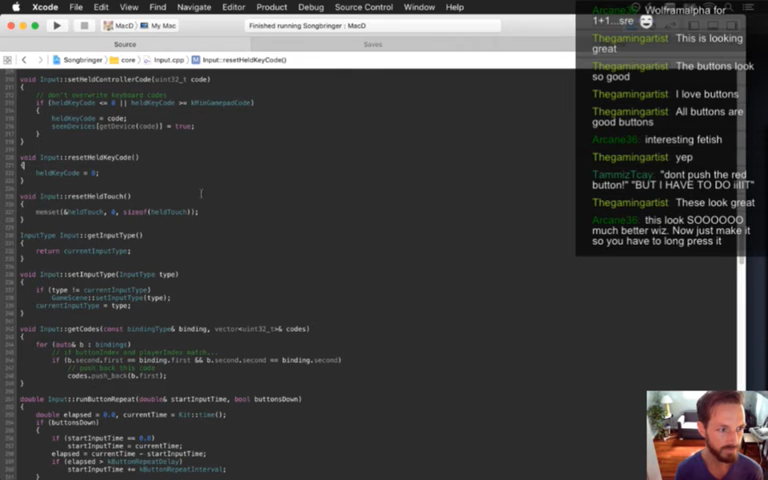 Xcode File Edit View Find Navigate Editor Product Debug Source Control Window Help
MacD My Mac
Finished running Songbringer : MacD
Source
Saves
Songbringer core Input.cpp Input::resetHeldKeyCode()
void Input::setHeldControllerCode(uint32_t code)
{
// don't overwrite keyboard codes
if (heldKeyCode <= 0 || heldKeyCode >= kMinGamepadCode)
{
heldKeyCode = code;
seenDevices[getDevice(code)] = true;
}
}
void Input::resetHeldKeyCode()
{
heldKeyCode = 0;
}
void Input::resetHeldTouch()
{
memset(&heldTouch, 0, sizeof(heldTouch));
}
InputType Input::getInputType()
{
return currentInputType;
}
void Input::setInputType(InputType type)
{
if (type != currentInputType)
GameScene::setInputType(type);
currentInputType = type;
}
void Input::getCodes(const bindingType& binding, vector<uint32_t>& codes)
{
for (auto& b : bindings)
// if buttonIndex and playerIndex match...
if (b.second.first == binding.first && b.second.second == binding.second)
// push back this code
codes.push_back(b.first);
}
void Input::runButtonRepeat(double& startInputTime, bool buttonsDown)
{
double elapsed = 0.0, currentTime = Kit::time();
if (buttonsDown)
{
if (startInputTime == 0.0)
startInputTime = currentTime;
elapsed = currentTime - startInputTime;
if (elapsed > kButtonRepeatDelay)
startInputTime += kButtonRepeatInterval;
}
Arcane36 Wolframalpha for
1+1...sre
Thegamingartist This is looking
great
Thegamingartist The buttons look
so good
Thegamingartist I love buttons
Thegamingartist All buttons are
good buttons
Arcane36 interesting fetish
Thegamingartist yep
TammizTcay "dont push the red
button!" "BUT I HAVE TO DO iiIIT"
Thegamingartist These look great
Arcane36 this look SOOOOOO
much better wiz. Now just make it
so you have to long press it